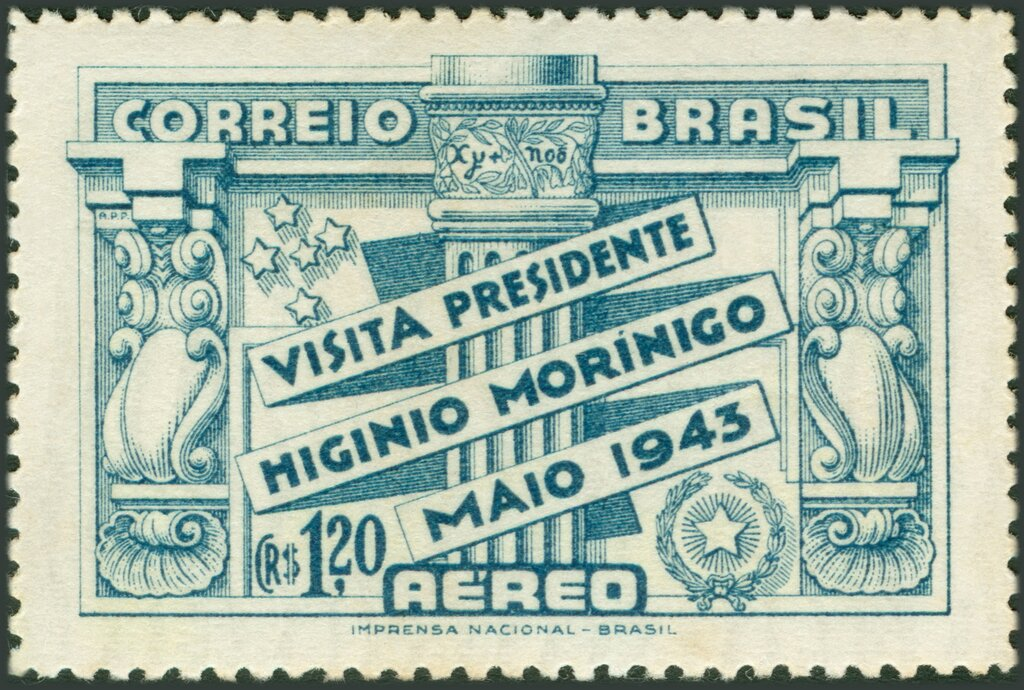 CORREIO BRASIL
A.P.P.
VISITA PRESIDENTE
HIGINIO MORÍNIGO
MAIO 1943
CR$ 1,20
AÉREO
IMPRENSA NACIONAL - BRASIL